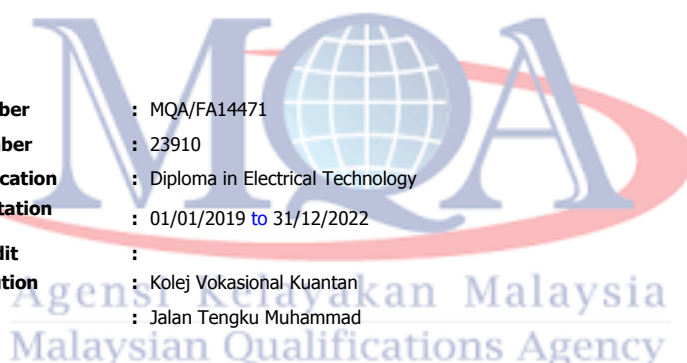 MQA
ber : MQA/FA14471
ber : 23910
cation : Diploma in Electrical Technology
tation : 01/01/2019 to 31/12/2022
dit :
tion : Kolej Vokasional Kuantan
: Jalan Tengku Muhammad
Agensi Kelayakan Malaysia
Malaysian Qualifications Agency